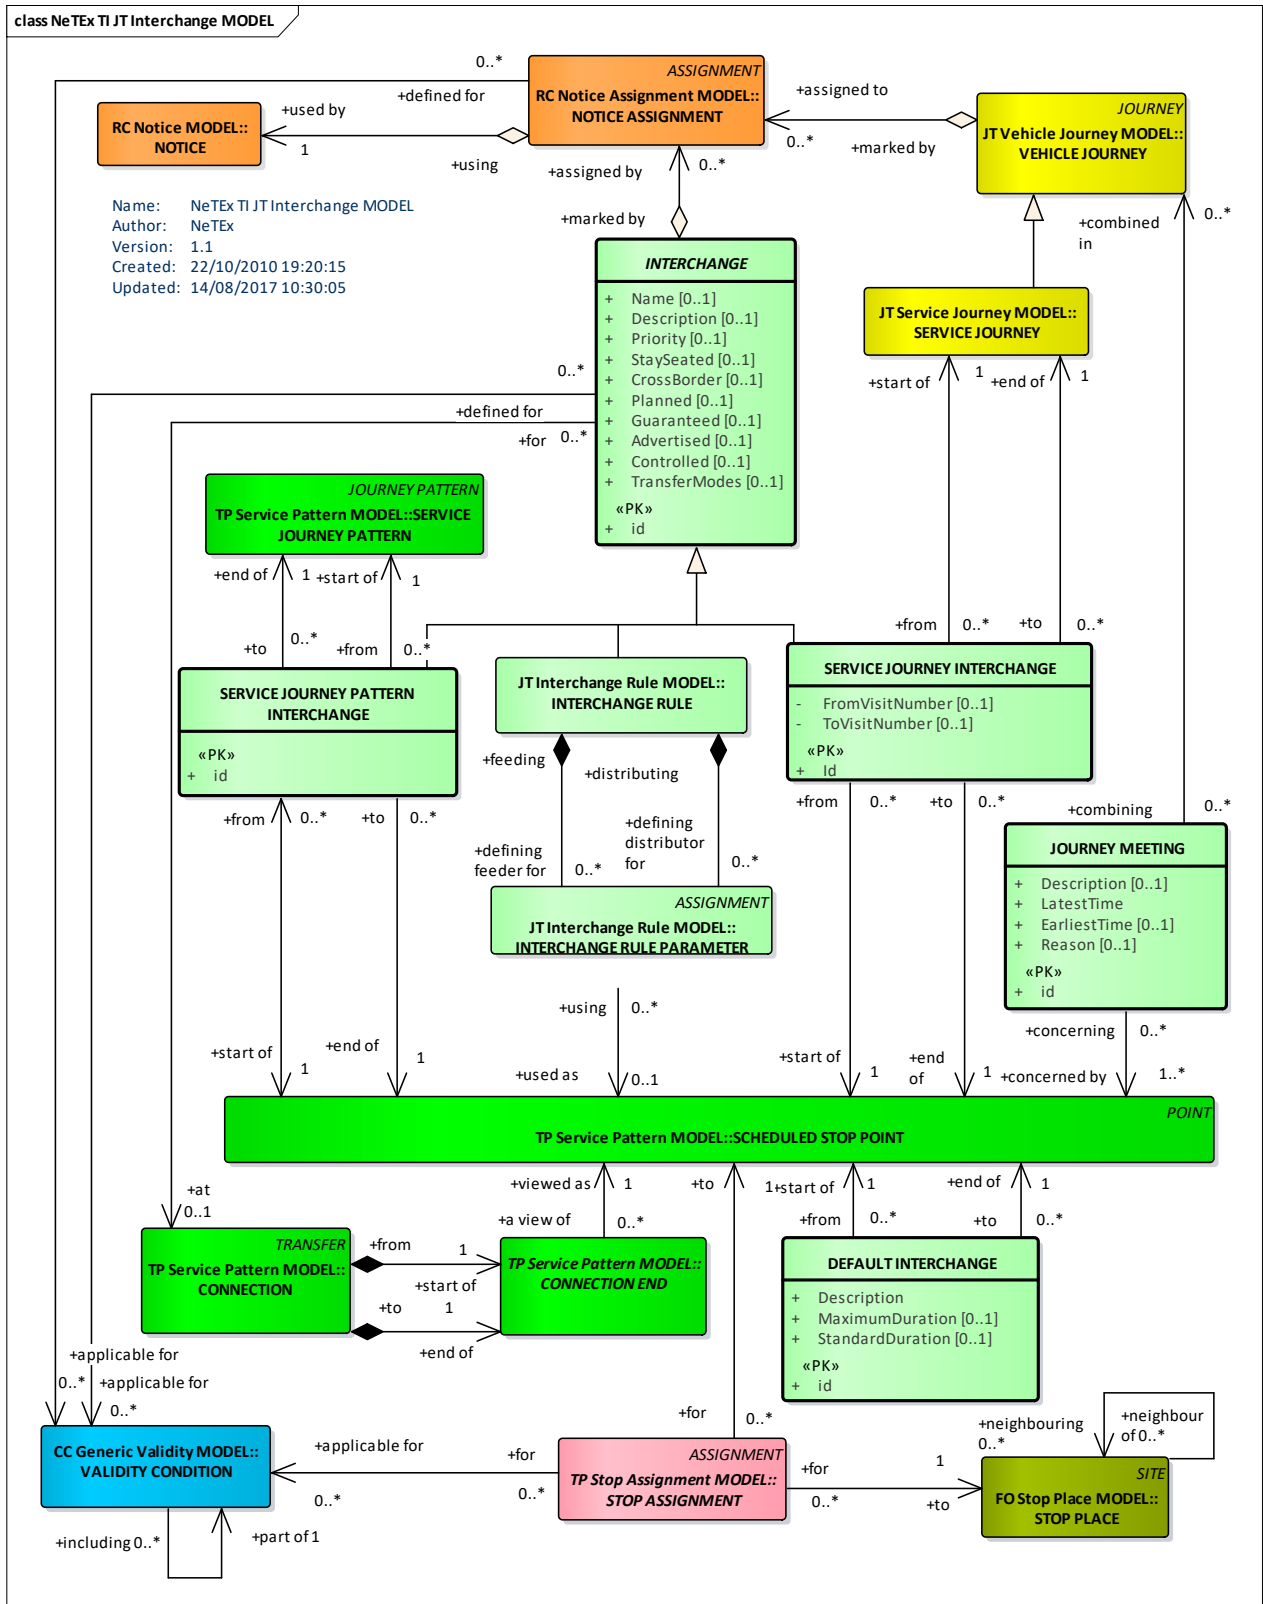 class NeTEx TI JT Interchange MODEL
0..*
+defined for
ASSIGNMENT
RC Notice Assignment MODEL::
NOTICE ASSIGNMENT
+assigned to
0..*
+marked by
JOURNEY
JT Vehicle Journey MODEL::
VEHICLE JOURNEY
RC Notice MODEL::
NOTICE
+used by
1
+using
+assigned by
0..*
+marked by
+combined
in
0..*
Name: NeTEx TI JT Interchange MODEL
Author: NeTEx
Version: 1.1
Created: 22/10/2010 19:20:15
Updated: 14/08/2017 10:30:05
INTERCHANGE
+ Name [0..1]
+ Description [0..1]
+ Priority [0..1]
+ StaySeated [0..1]
+ CrossBorder [0..1]
+ Planned [0..1]
+ Guaranteed [0..1]
+ Advertised [0..1]
+ Controlled [0..1]
+ TransferModes [0..1]
«PK»
+ id
JT Service Journey MODEL::
SERVICE JOURNEY
+start of
1
+end of
1
0..*
+defined for
+for
0..*
JOURNEY PATTERN
TP Service Pattern MODEL::SERVICE
JOURNEY PATTERN
+end of
1
+start of
1
+to
0..*
+from
0..*
+from
0..*
+to
0..*
SERVICE JOURNEY PATTERN
INTERCHANGE
«PK»
+ id
JT Interchange Rule MODEL::
INTERCHANGE RULE
SERVICE JOURNEY INTERCHANGE
- FromVisitNumber [0..1]
- ToVisitNumber [0..1]
«PK»
+ Id
+feeding
+distributing
+defining
feeder for
0..*
+defining
distributor
for
0..*
+from
0..*
+to
0..*
+from
0..*
+to
0..*
+combining
0..*
JOURNEY MEETING
+ Description [0..1]
+ LatestTime
+ EarliestTime [0..1]
+ Reason [0..1]
«PK»
+ id
ASSIGNMENT
JT Interchange Rule MODEL::
INTERCHANGE RULE PARAMETER
+using
0..*
+used as
0..1
+start of
1
+end of
1
+start of
1
+end
of
1
+concerning
0..*
+concerned by
1..*
POINT
TP Service Pattern MODEL::SCHEDULED STOP POINT
+at
0..1
+viewed as
1
+a view of
0..*
+to
1
+start of
1
+from
0..*
+end of
1
+to
0..*
TRANSFER
TP Service Pattern MODEL::
CONNECTION
+from
1
+start of
+to
1
+end of
TP Service Pattern MODEL::
CONNECTION END
DEFAULT INTERCHANGE
+ Description
+ MaximumDuration [0..1]
+ StandardDuration [0..1]
«PK»
+ id
+applicable for
0..*
+applicable for
0..*
CC Generic Validity MODEL::
VALIDITY CONDITION
+applicable for
0..*
+for
0..*
+for
0..*
ASSIGNMENT
TP Stop Assignment MODEL::
STOP ASSIGNMENT
+for
0..*
1
+to
+neighbouring
0..*
+neighbour
of 0..*
SITE
FO Stop Place MODEL::
STOP PLACE
+including 0..*
+part of 1